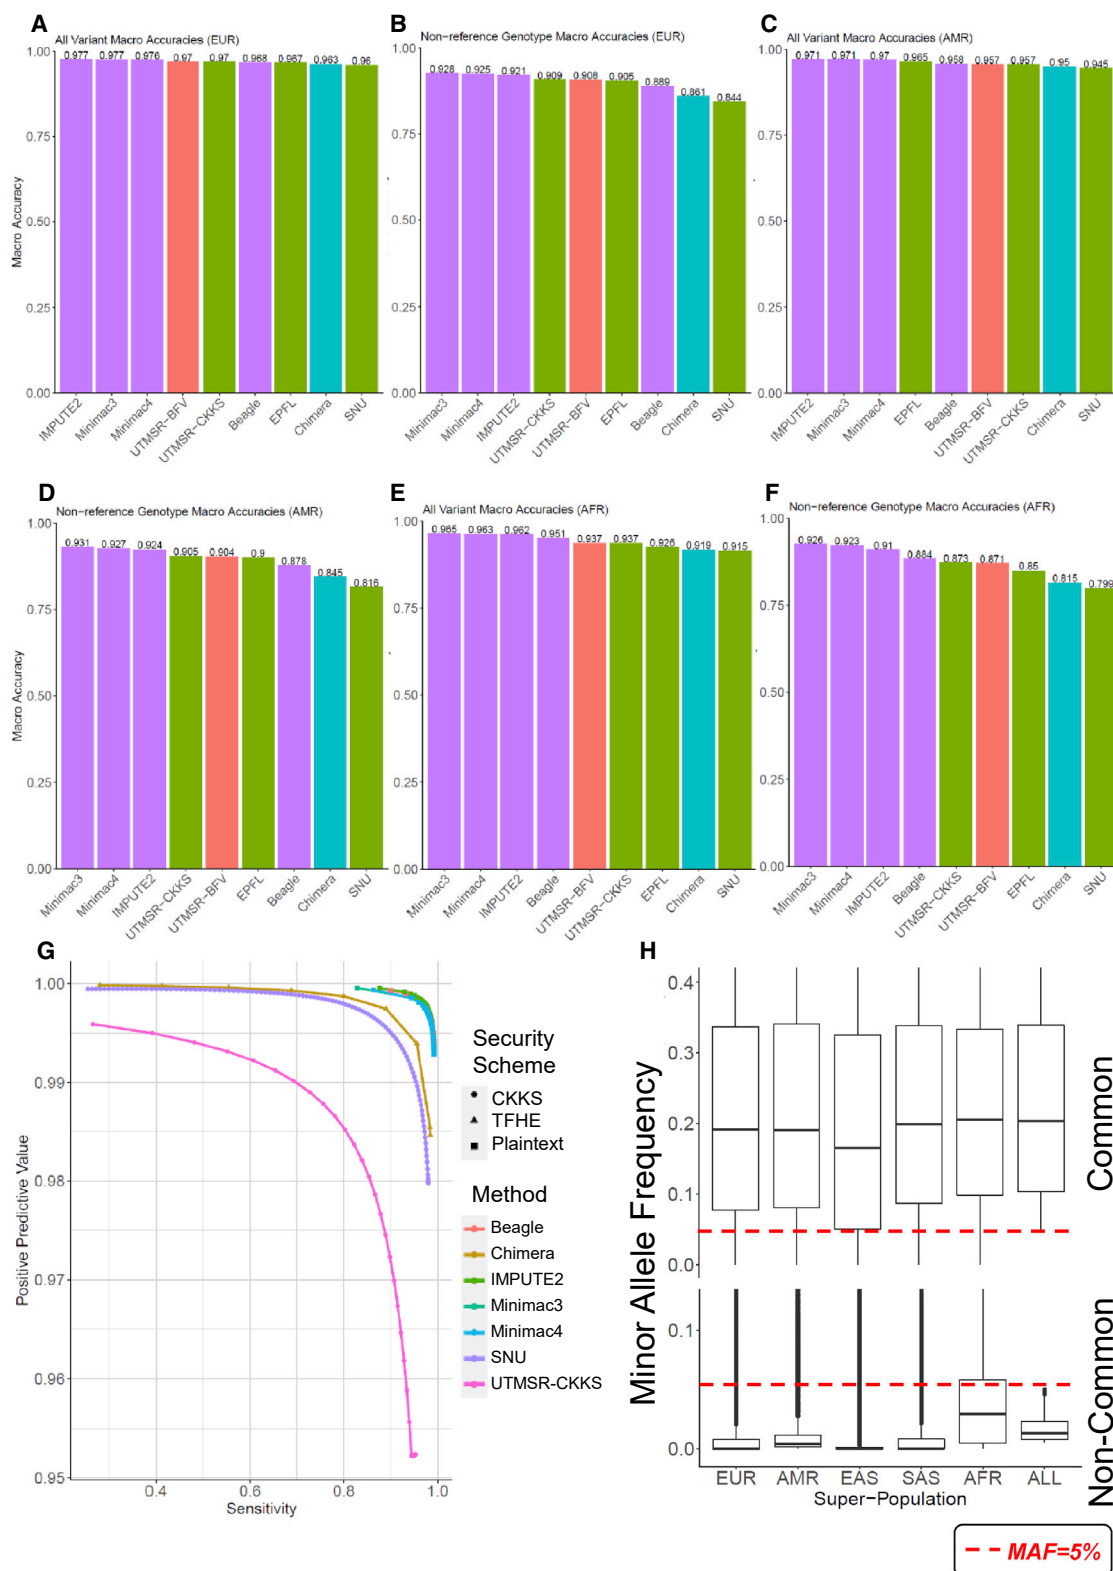 A
All Variant Macro Accuracies (EUR)
Macro Accuracy
1.00
0.75
0.50
0.25
0.00
0.977 0.977 0.976 0.97 0.97 0.968 0.967 0.963 0.96
IMPUTE2 Minimac3 Minimac4 UTMSR-BFV UTMSR-CKKS Beagle EPFL Chimera SNU
B
Non-reference Genotype Macro Accuracies (EUR)
1.00
0.75
0.50
0.25
0.00
0.928 0.925 0.921 0.909 0.908 0.905 0.889 0.861 0.844
Minimac3 Minimac4 IMPUTE2 UTMSR-CKKS UTMSR-BFV EPFL Beagle Chimera SNU
C
All Variant Macro Accuracies (AMR)
1.00
0.75
0.50
0.25
0.00
0.971 0.971 0.97 0.965 0.958 0.957 0.957 0.95 0.945
IMPUTE2 Minimac3 Minimac4 EPFL Beagle UTMSR-BFV UTMSR-CKKS Chimera SNU
D
Non-reference Genotype Macro Accuracies (AMR)
Macro Accuracy
1.00
0.75
0.50
0.25
0.00
0.931 0.927 0.924 0.905 0.904 0.9 0.878 0.845 0.816
Minimac3 Minimac4 IMPUTE2 UTMSR-CKKS UTMSR-BFV EPFL Beagle Chimera SNU
E
All Variant Macro Accuracies (AFR)
1.00
0.75
0.50
0.25
0.00
0.965 0.963 0.962 0.951 0.937 0.937 0.926 0.919 0.915
Minimac3 Minimac4 IMPUTE2 Beagle UTMSR-BFV UTMSR-CKKS EPFL Chimera SNU
F
Non-reference Genotype Macro Accuracies (AFR)
1.00
0.75
0.50
0.25
0.00
0.926 0.923 0.91 0.884 0.873 0.871 0.85 0.815 0.799
Minimac3 Minimac4 IMPUTE2 Beagle UTMSR-CKKS UTMSR-BFV EPFL Chimera SNU
G
Positive Predictive Value
1.00
0.99
0.98
0.97
0.96
0.95
0.4 0.6 0.8 1.0
Sensitivity
Security
Scheme
CKKS
TFHE
Plaintext
Method
Beagle
Chimera
IMPUTE2
Minimac3
Minimac4
SNU
UTMSR-CKKS
H
Minor Allele Frequency
0.4
0.3
0.2
0.1
0.0
Common
0.1
0.0
Non-Common
EUR AMR EAS SAS AFR ALL
Super-Population
MAF=5%